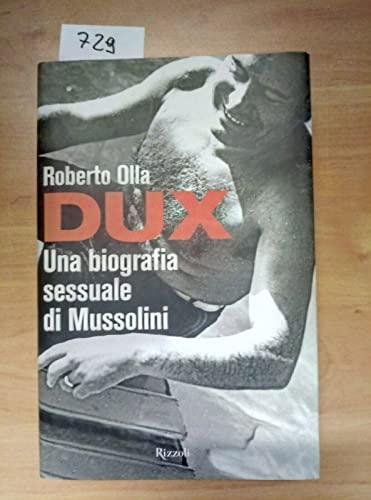 729
Roberto Olla
DUX
Una biografia
sessuale
di Mussolini
Rizzoli